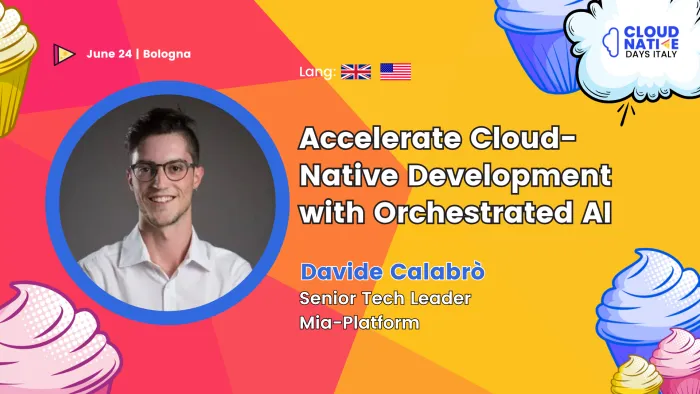 June 24 | Bologna
CLOUD
NATIVE
DAYS ITALY
Lang:
Accelerate Cloud-
Native Development
with Orchestrated AI
Davide Calabrò
Senior Tech Leader
Mia-Platform